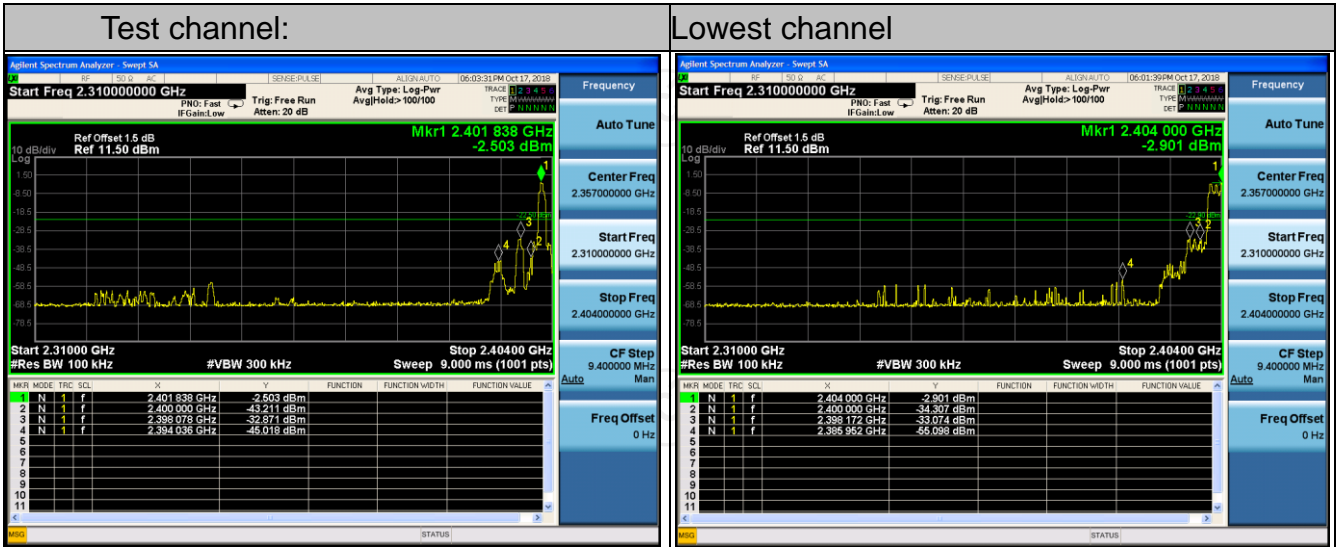 Test channel:
Lowest channel
Agilent Spectrum Analyzer - Swept SA
RF 50 Ω AC SENSE:PULSE ALIGNAUTO 06:03:31 PM Oct 17, 2018
Start Freq 2.310000000 GHz
PNO: Fast
IFGain:Low
Trig: Free Run
Atten: 20 dB
Avg Type: Log-Pwr
Avg|Hold:> 100/100
TRACE 1 2 3 4 5 6
TYPE M
DET P N N N N N
Ref Offset 1.5 dB
10 dB/div Ref 11.50 dBm
Log
Mkr1 2.401 838 GHz
-2.503 dBm
1.50
-8.50
-18.5
-28.5
-38.5
-48.5
-58.5
-68.5
-78.5
-22.50 dBm
1
3
2
4
Start 2.31000 GHz
Stop 2.40400 GHz
#Res BW 100 kHz #VBW 300 kHz Sweep 9.000 ms (1001 pts)
MKR MODE TRC SCL X Y FUNCTION FUNCTION WIDTH FUNCTION VALUE
1 N 1 f 2.401 838 GHz -2.503 dBm
2 N 1 f 2.400 000 GHz -43.211 dBm
3 N 1 f 2.398 078 GHz -32.871 dBm
4 N 1 f 2.394 036 GHz -45.018 dBm
5
6
7
8
9
10
11
MSG STATUS
Frequency
Auto Tune
Center Freq
2.357000000 GHz
Start Freq
2.310000000 GHz
Stop Freq
2.404000000 GHz
CF Step
9.400000 MHz
Auto Man
Freq Offset
0 Hz
Agilent Spectrum Analyzer - Swept SA
RF 50 Ω AC SENSE:PULSE ALIGNAUTO 06:01:39 PM Oct 17, 2018
Start Freq 2.310000000 GHz
PNO: Fast
IFGain:Low
Trig: Free Run
Atten: 20 dB
Avg Type: Log-Pwr
Avg|Hold:> 100/100
TRACE 1 2 3 4 5 6
TYPE M
DET P N N N N N
Ref Offset 1.5 dB
10 dB/div Ref 11.50 dBm
Log
Mkr1 2.404 000 GHz
-2.901 dBm
1.50
-8.50
-18.5
-28.5
-38.5
-48.5
-58.5
-68.5
-78.5
-22.90 dBm
1
3
2
4
Start 2.31000 GHz
Stop 2.40400 GHz
#Res BW 100 kHz #VBW 300 kHz Sweep 9.000 ms (1001 pts)
MKR MODE TRC SCL X Y FUNCTION FUNCTION WIDTH FUNCTION VALUE
1 N 1 f 2.404 000 GHz -2.901 dBm
2 N 1 f 2.400 000 GHz -34.307 dBm
3 N 1 f 2.398 172 GHz -33.074 dBm
4 N 1 f 2.385 952 GHz -55.098 dBm
5
6
7
8
9
10
11
MSG STATUS
Frequency
Auto Tune
Center Freq
2.357000000 GHz
Start Freq
2.310000000 GHz
Stop Freq
2.404000000 GHz
CF Step
9.400000 MHz
Auto Man
Freq Offset
0 Hz